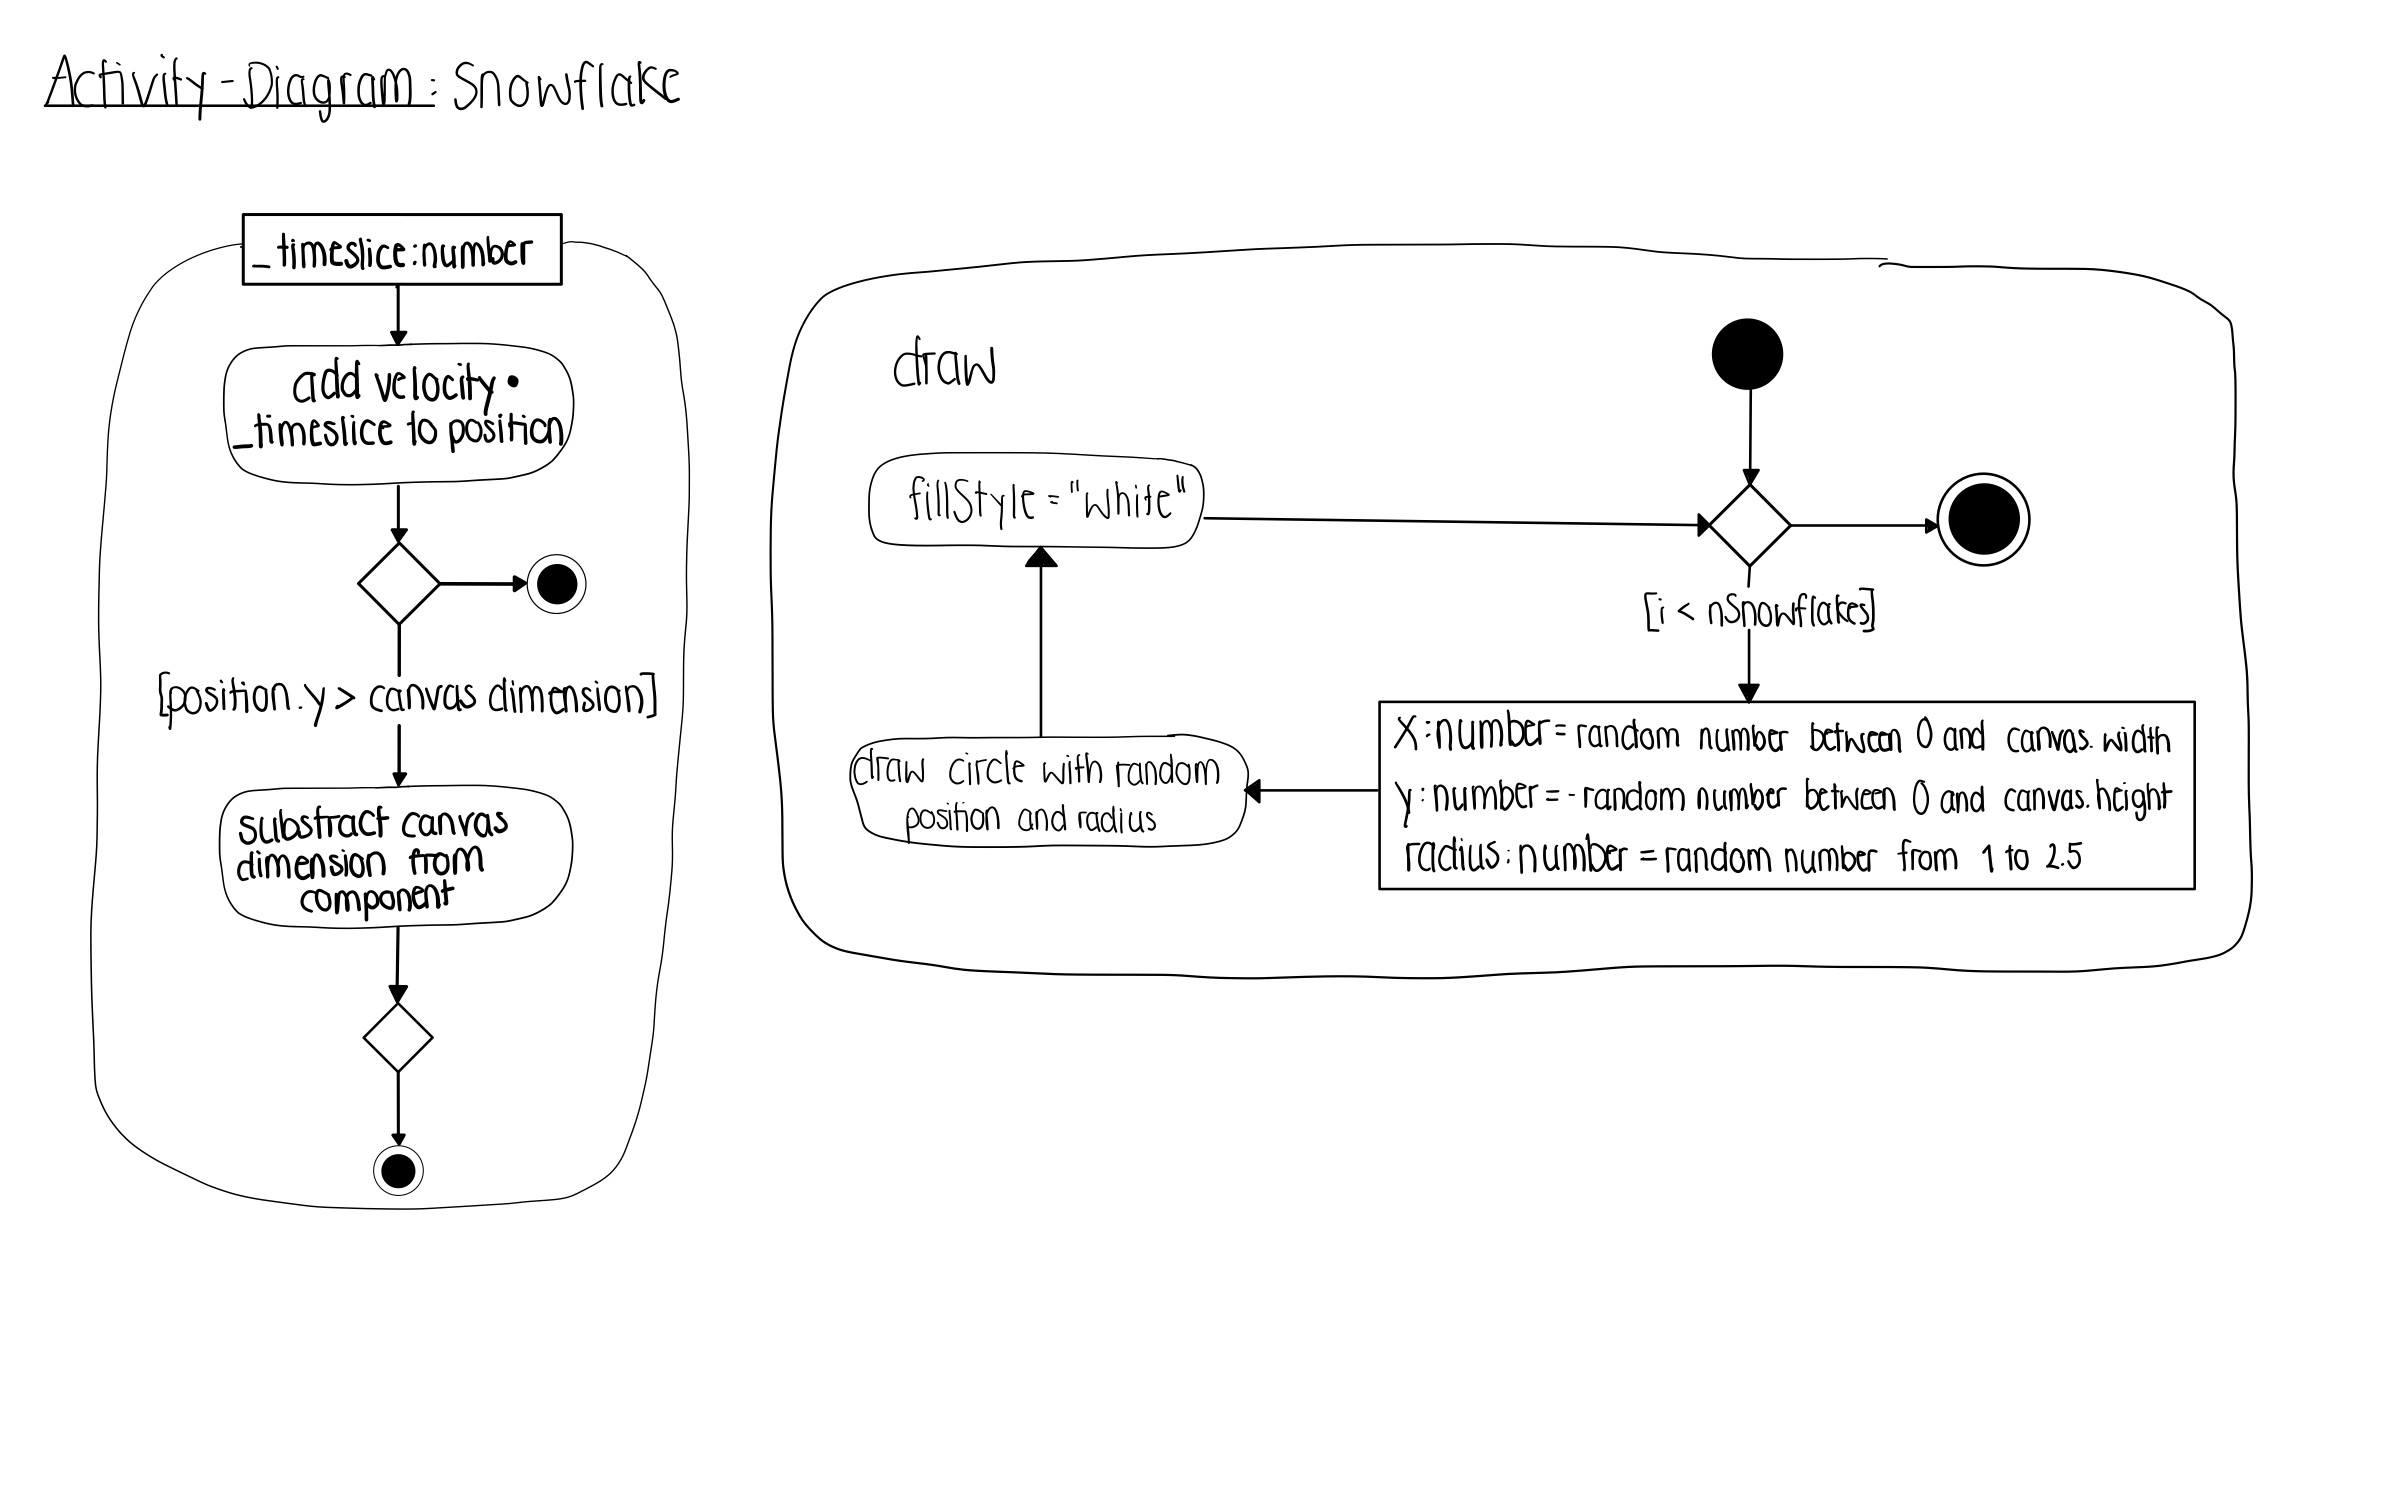 Activity-Diagram: Snowflake
_timeslice:number
add velocity •
_timeslice to position
[position.y > canvas dimension]
substract canvas
dimension from
component
draw
fillStyle = "white"
[i < nSnowflakes]
X:number= random number between 0 and canvas.width
y:number =- random number between 0 and canvas.height
radius:number = random number from 1 to 2.5
draw circle with random
position and radius